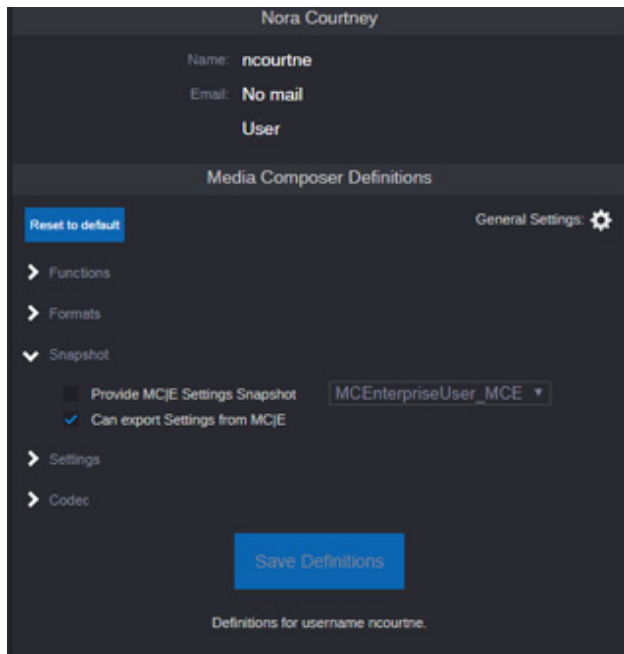 Nora Courtney
Name: ncourtne
Email: No mail
User
Media Composer Definitions
Reset to default
General Settings:
Functions
Formats
Snapshot
Provide MC|E Settings Snapshot MCEnterpriseUser_MCE
Can export Settings from MC|E
Settings
Codec
Save Definitions
Definitions for username ncourtne.